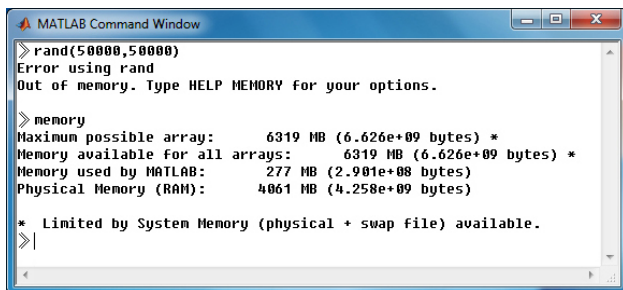 MATLAB Command Window
>> rand(50000,50000)
Error using rand
Out of memory. Type HELP MEMORY for your options.
>> memory
Maximum possible array:       6319 MB (6.626e+09 bytes) *
Memory available for all arrays:       6319 MB (6.626e+09 bytes) *
Memory used by MATLAB:       277 MB (2.901e+08 bytes)
Physical Memory (RAM):       4061 MB (4.258e+09 bytes)
*  Limited by System Memory (physical + swap file) available.
>>